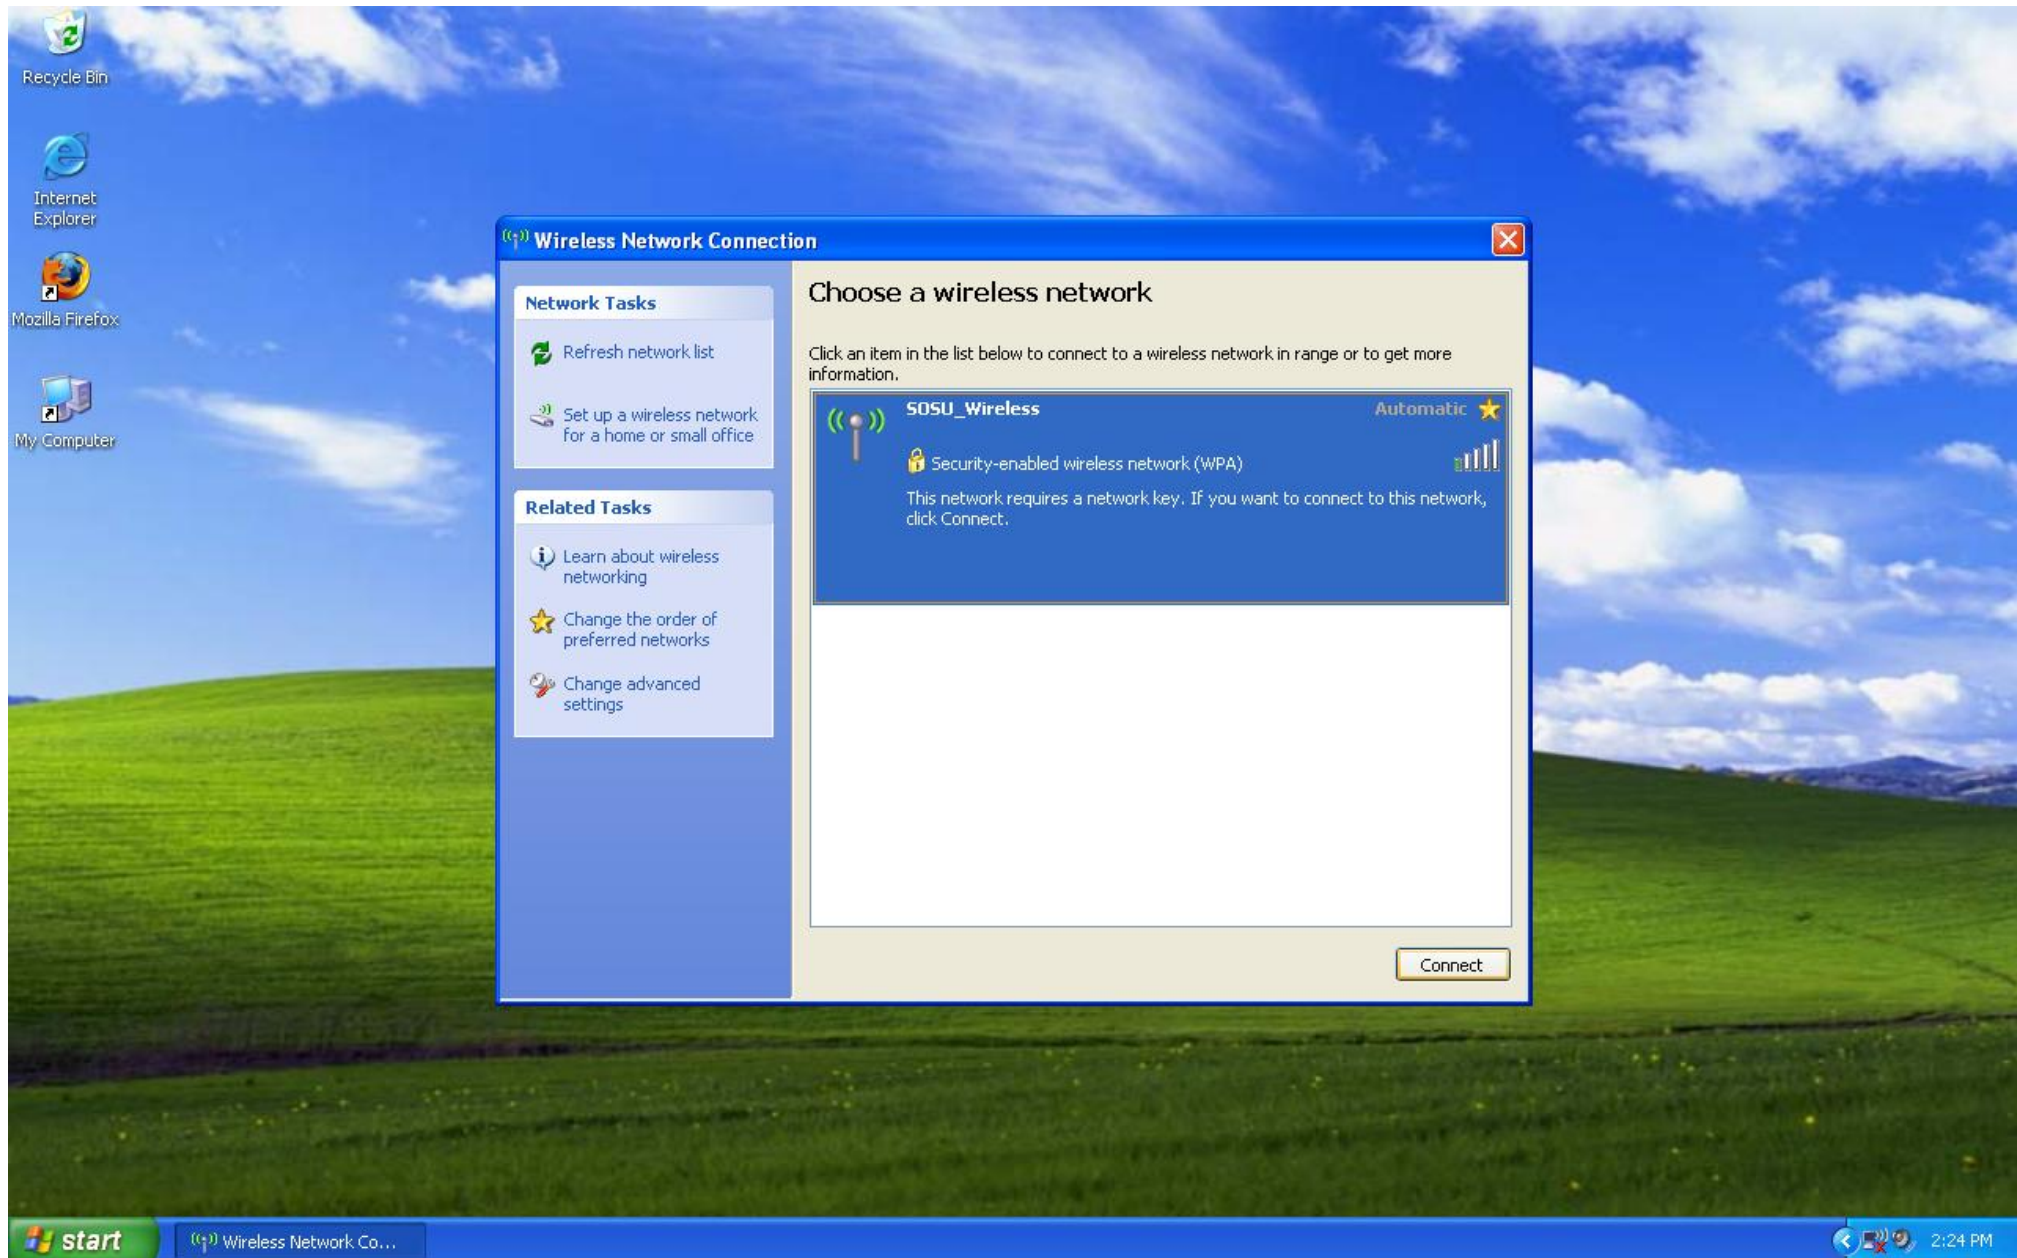 Recycle Bin
Internet
Explorer
Mozilla Firefox
My Computer
Wireless Network Connection
Network Tasks
Refresh network list
Set up a wireless network
for a home or small office
Related Tasks
Learn about wireless
networking
Change the order of
preferred networks
Change advanced
settings
Choose a wireless network
Click an item in the list below to connect to a wireless network in range or to get more
information.
SOSU_Wireless Automatic
Security-enabled wireless network (WPA)
This network requires a network key. If you want to connect to this network,
click Connect.
Connect
start Wireless Network Co... 2:24 PM